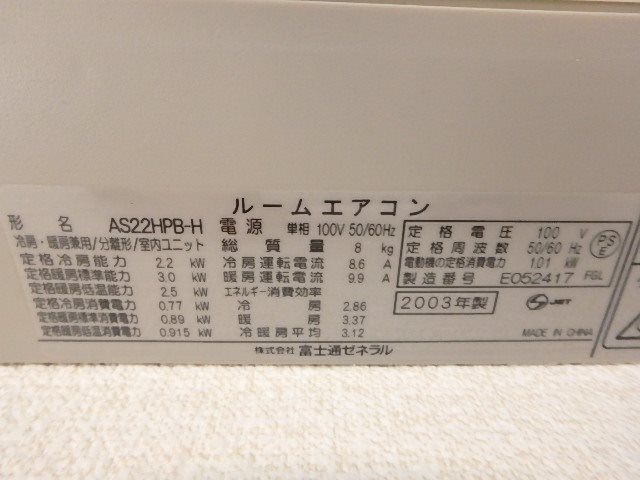 ルームエアコン
形 名 AS22HPB-H
冷房・暖房兼用/分離形/室内ユニット
定格冷房能力 2.2 kW
定格暖房標準能力 3.0 kW
定格暖房低温能力 2.5 kW
定格冷房消費電力 0.77 kW
定格暖房標準消費電力 0.89 kW
定格暖房低温消費電力 0.915 kW
電源 単相 100V 50/60Hz
総質量 8 kg
冷房運転電流 8.6 A
暖房運転電流 9.9 A
エネルギー消費効率
冷房 2.86
暖房 3.37
冷暖房平均 3.12
定格電圧 100 V
定格周波数 50/60 Hz
電動機の定格消費電力 101 kW
製造番号 E052417 FGL
2003年製
PS
E
JET
MADE IN CHINA
株式会社 富士通ゼネラル